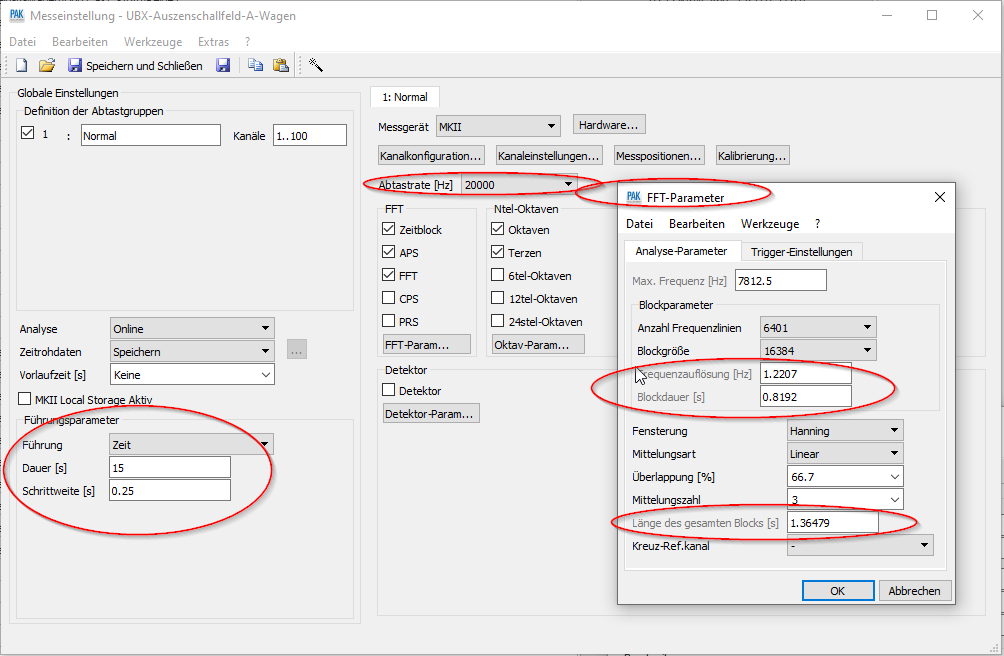 PAK Messeinstellung - UBX-Auszenschallfeld-A-Wagen
Datei Bearbeiten Werkzeuge Extras ?
Speichern und Schließen
Globale Einstellungen
Definition der Abtastgruppen
1 : Normal Kanäle 1..100
Analyse Online
Zeitrohdaten Speichern ...
Vorlaufzeit [s] Keine
MKII Local Storage Aktiv
Führungsparameter
Führung Zeit
Dauer [s] 15
Schrittweite [s] 0.25
1: Normal
Messgerät MKII Hardware...
Kanalkonfiguration... Kanaleinstellungen... Messpositionen... Kalibrierung...
Abtastrate [Hz] 20000
FFT
Zeitblock
APS
FFT
CPS
PRS
FFT-Param...
Ntel-Oktaven
Oktaven
Terzen
6tel-Oktaven
12tel-Oktaven
24stel-Oktaven
Oktav-Param...
Detektor
Detektor
Detektor-Param...
PAK FFT-Parameter
Datei Bearbeiten Werkzeuge ?
Analyse-Parameter Trigger-Einstellungen
Max. Frequenz [Hz] 7812.5
Blockparameter
Anzahl Frequenzlinien 6401
Blockgröße 16384
Frequenzauflösung [Hz] 1.2207
Blockdauer [s] 0.8192
Fensterung Hanning
Mittelungsart Linear
Überlappung [%] 66.7
Mittelungszahl 3
Länge des gesamten Blocks [s] 1.36479
Kreuz-Ref.kanal -
OK Abbrechen